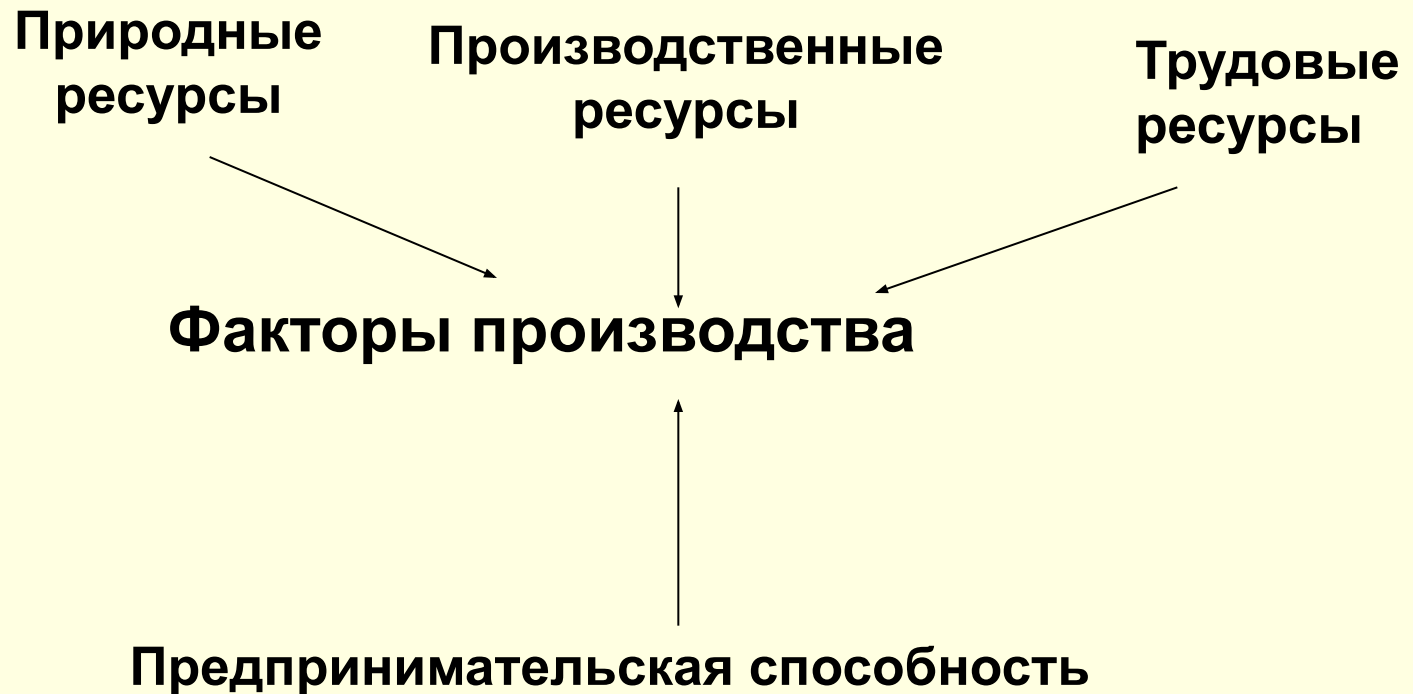 Природные
ресурсы
Производственные
ресурсы
Трудовые
ресурсы
Факторы производства
Предпринимательская способность